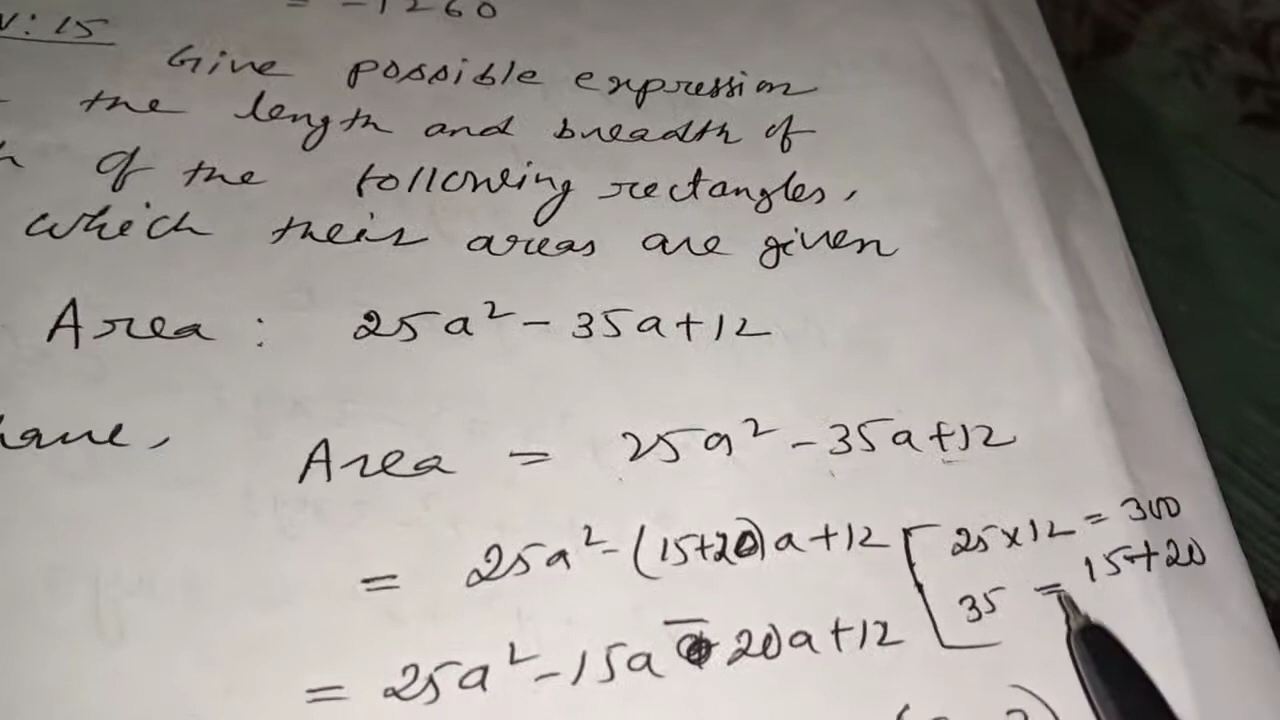 = -1260
v: 15
Give possible expression
the length and breadth of
of the following rectangles,
which their areas are given
Area : 25a² - 35a+12
have, Area = 25a² - 35a+12
= 25a² - (15+20)a+12 [ 25×12 = 300
35 = 15+20
= 25a² - 15a - 20a+12